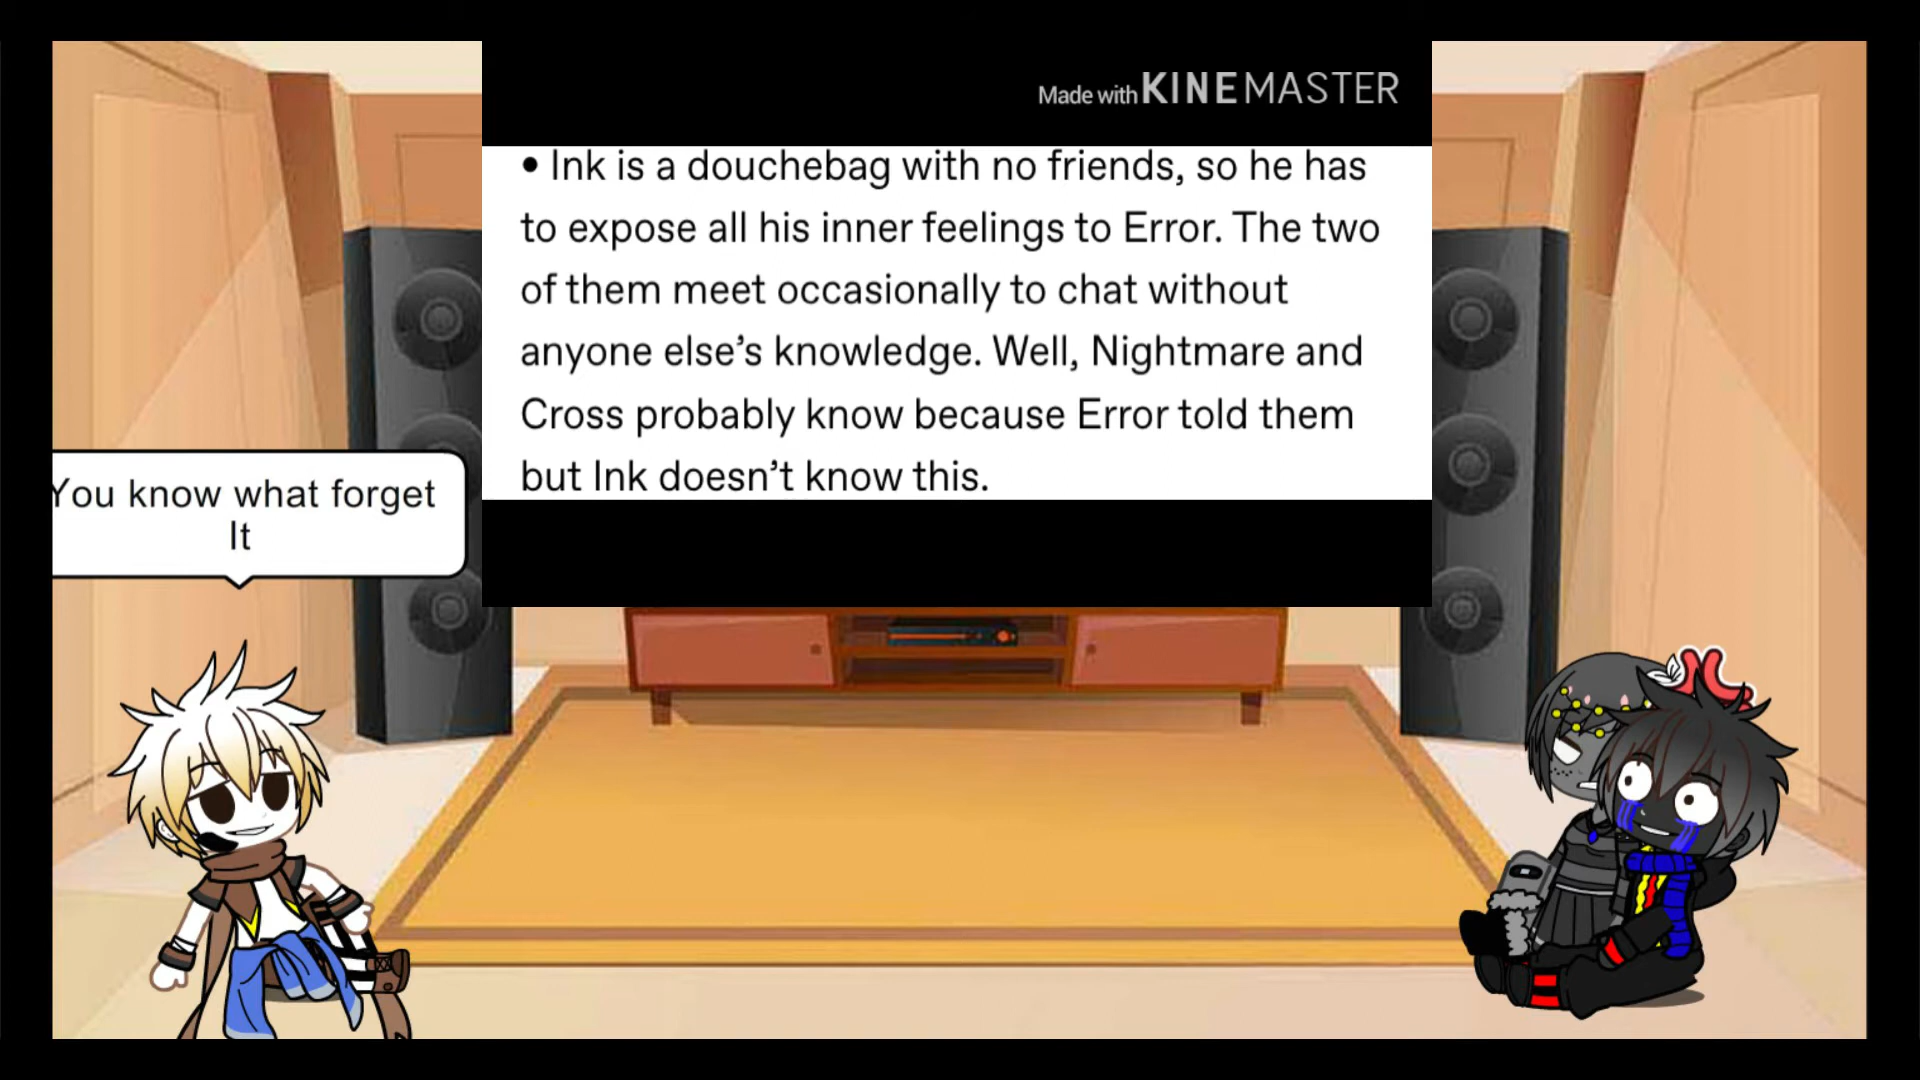 Made with KINEMASTER
• Ink is a douchebag with no friends, so he has
to expose all his inner feelings to Error. The two
of them meet occasionally to chat without
anyone else’s knowledge. Well, Nightmare and
Cross probably know because Error told them
but Ink doesn’t know this.
You know what forget
It